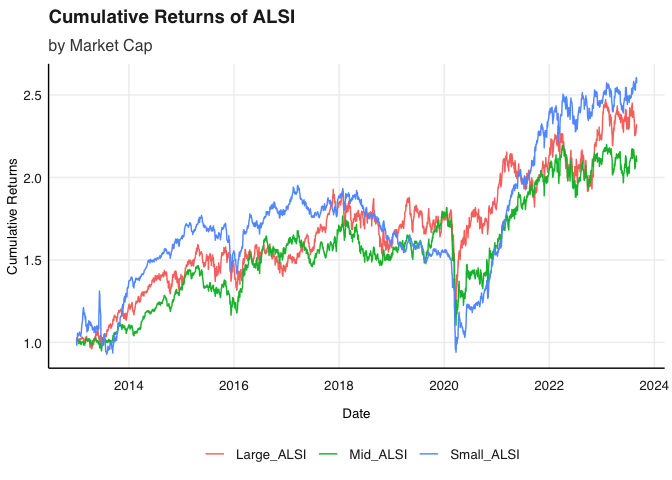 Cumulative Returns of ALSI
by Market Cap
Cumulative Returns
2.5
2.0
1.5
1.0
2014 2016 2018 2020 2022 2024
Date
Large_ALSI Mid_ALSI Small_ALSI